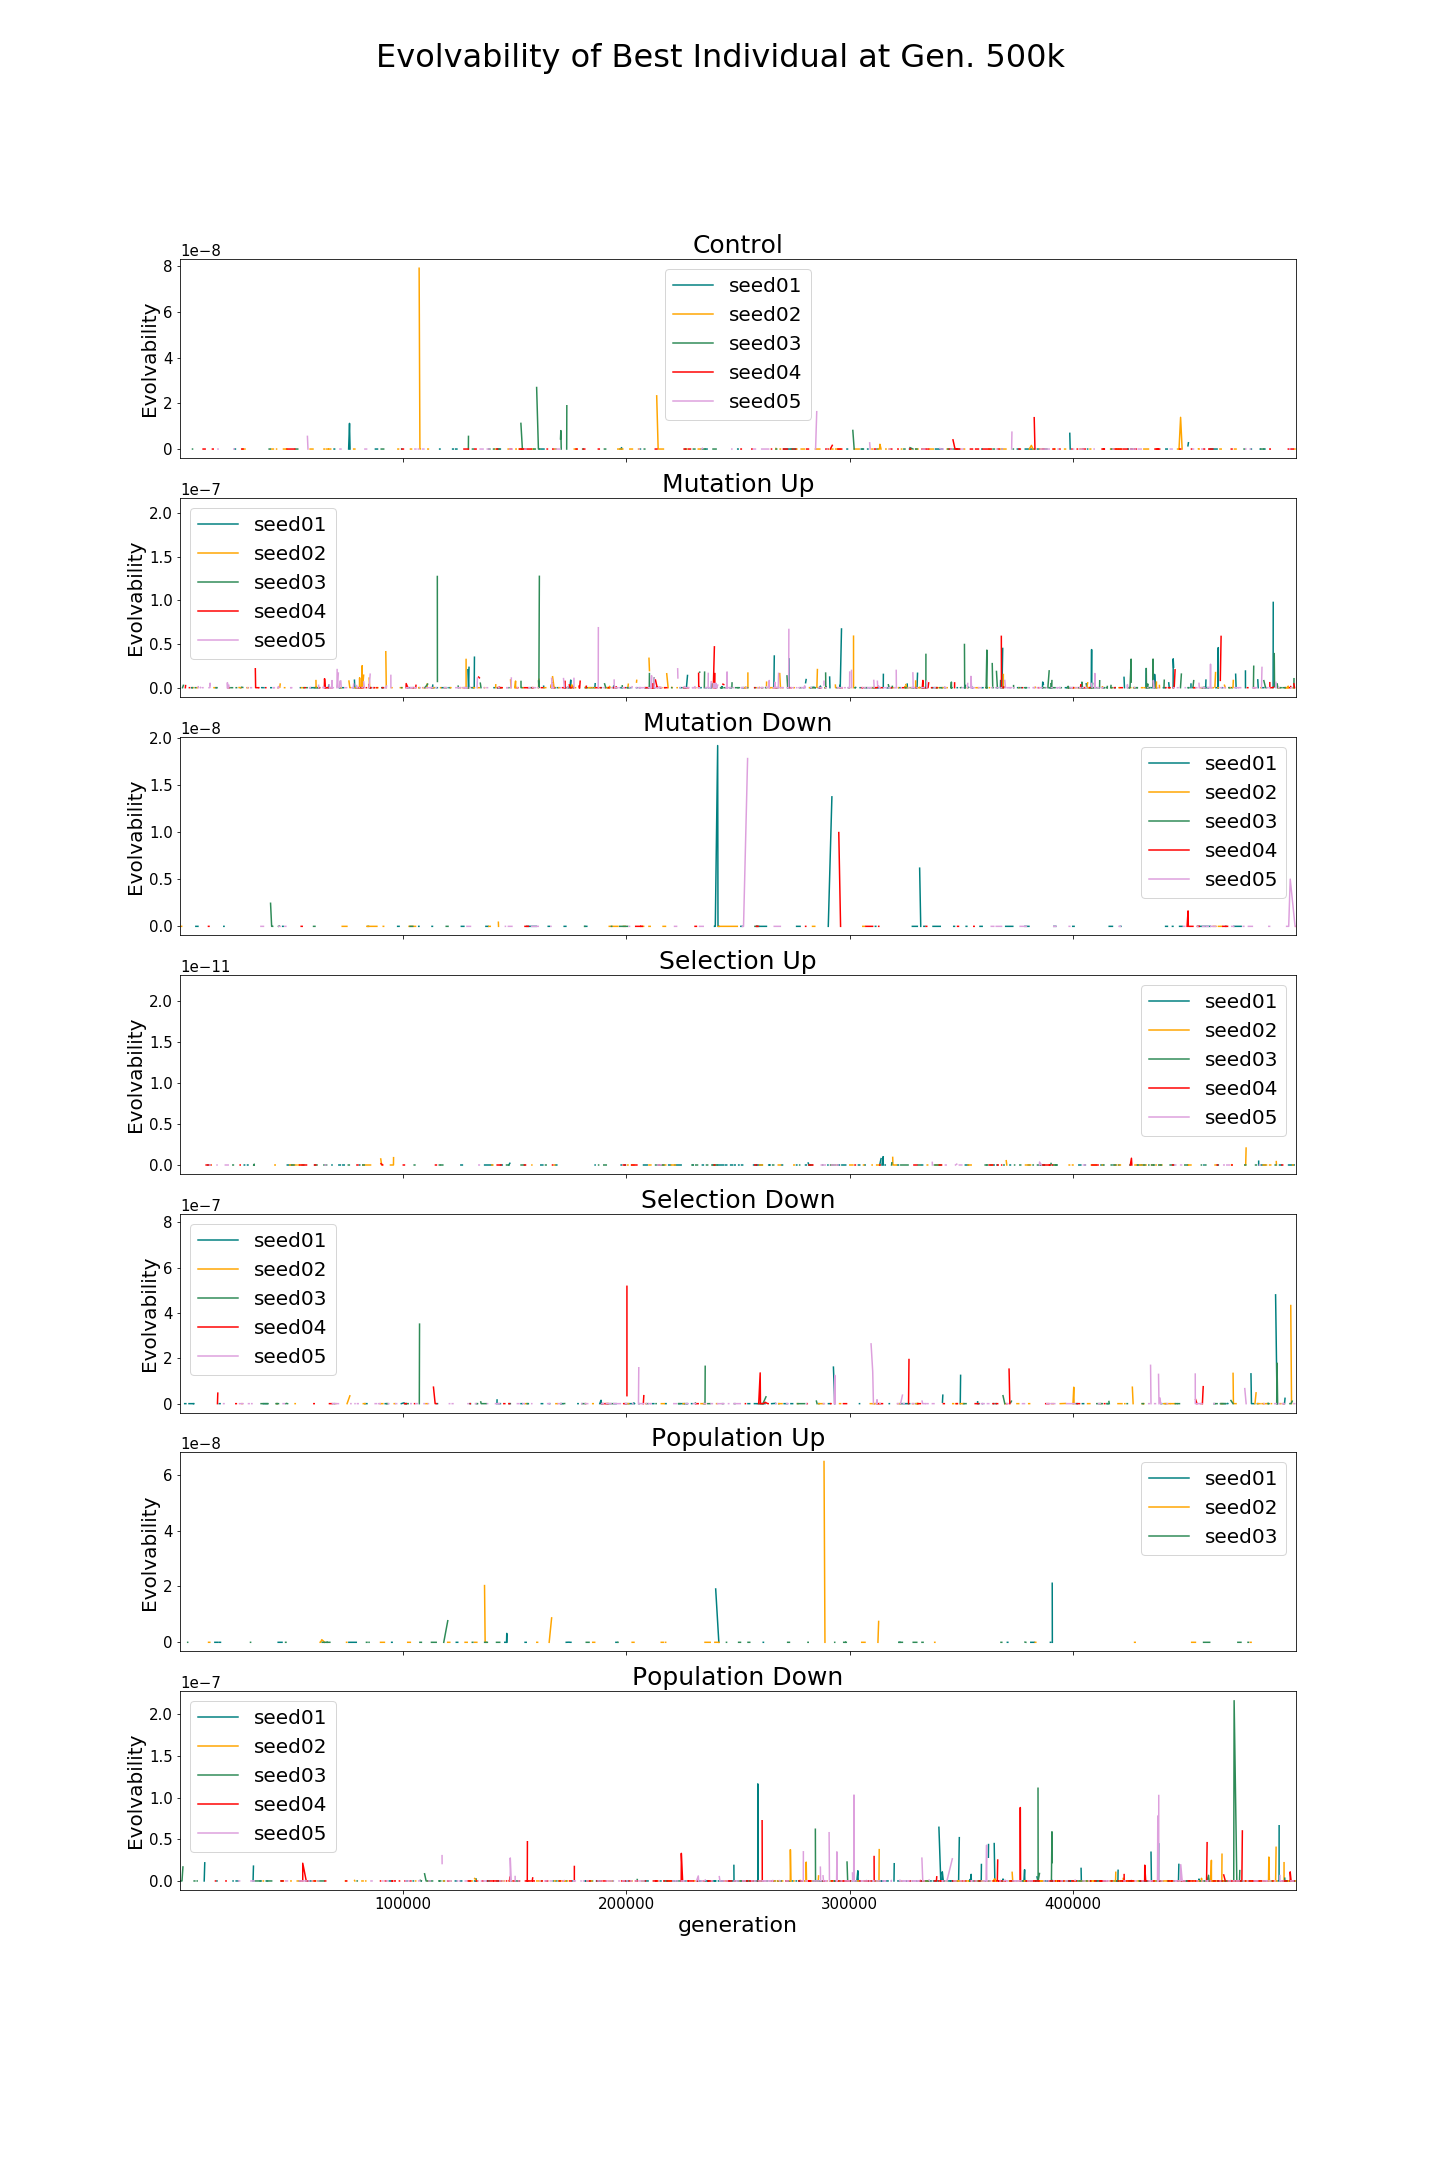 Evolvability of Best Individual at Gen. 500k
Control
1e−8
8
6
4
2
0
Evolvability
seed01
seed02
seed03
seed04
seed05
Mutation Up
1e−7
2.0
1.5
1.0
0.5
0.0
Evolvability
seed01
seed02
seed03
seed04
seed05
Mutation Down
1e−8
2.0
1.5
1.0
0.5
0.0
Evolvability
seed01
seed02
seed03
seed04
seed05
Selection Up
1e−11
2.0
1.5
1.0
0.5
0.0
Evolvability
seed01
seed02
seed03
seed04
seed05
Selection Down
1e−7
8
6
4
2
0
Evolvability
seed01
seed02
seed03
seed04
seed05
Population Up
1e−8
6
4
2
0
Evolvability
seed01
seed02
seed03
Population Down
1e−7
2.0
1.5
1.0
0.5
0.0
Evolvability
seed01
seed02
seed03
seed04
seed05
100000 200000 300000 400000
generation